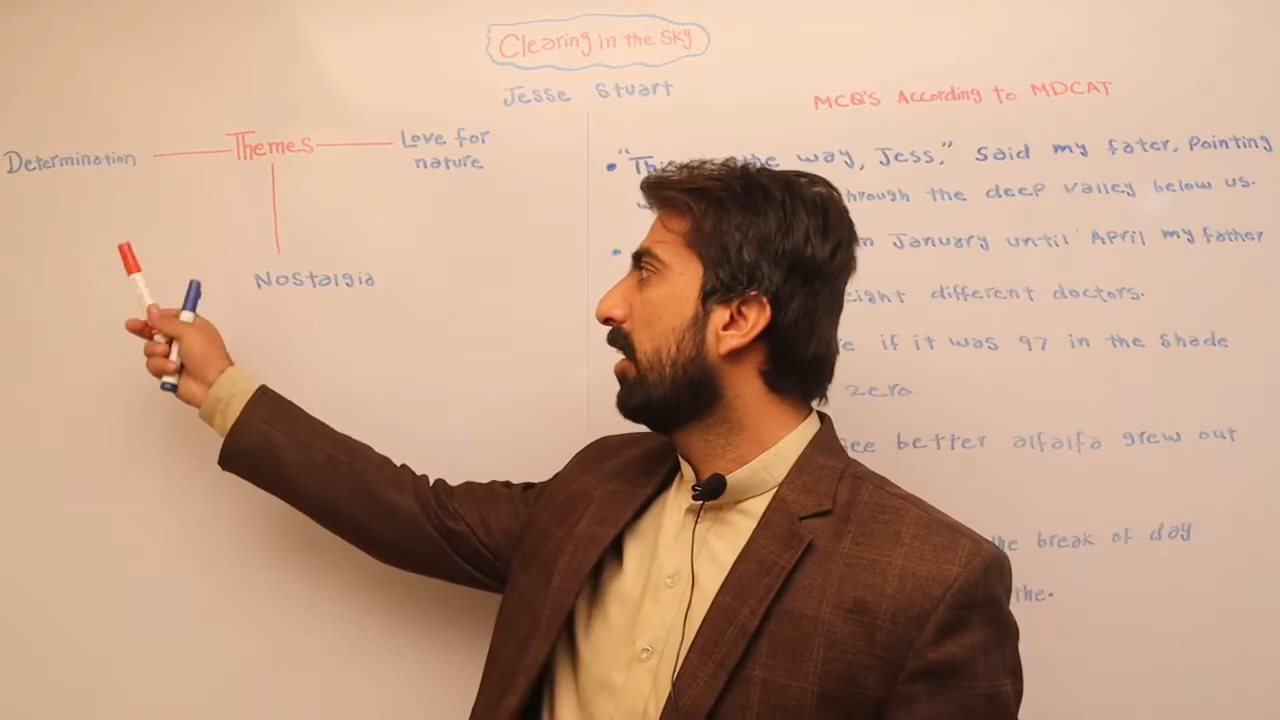 Clearing in the Sky
Jesse Stuart
Themes
Determination
Love for
nature
Nostalgia
MCQ'S According to MDCAT
• "This the way, Jess," Said my fater, Pointing
through the deep valley below us.
• January until April my father
eight different doctors.
if it was 97 in the Shade
zero
see better alfalfa grew out
the break of day
the.